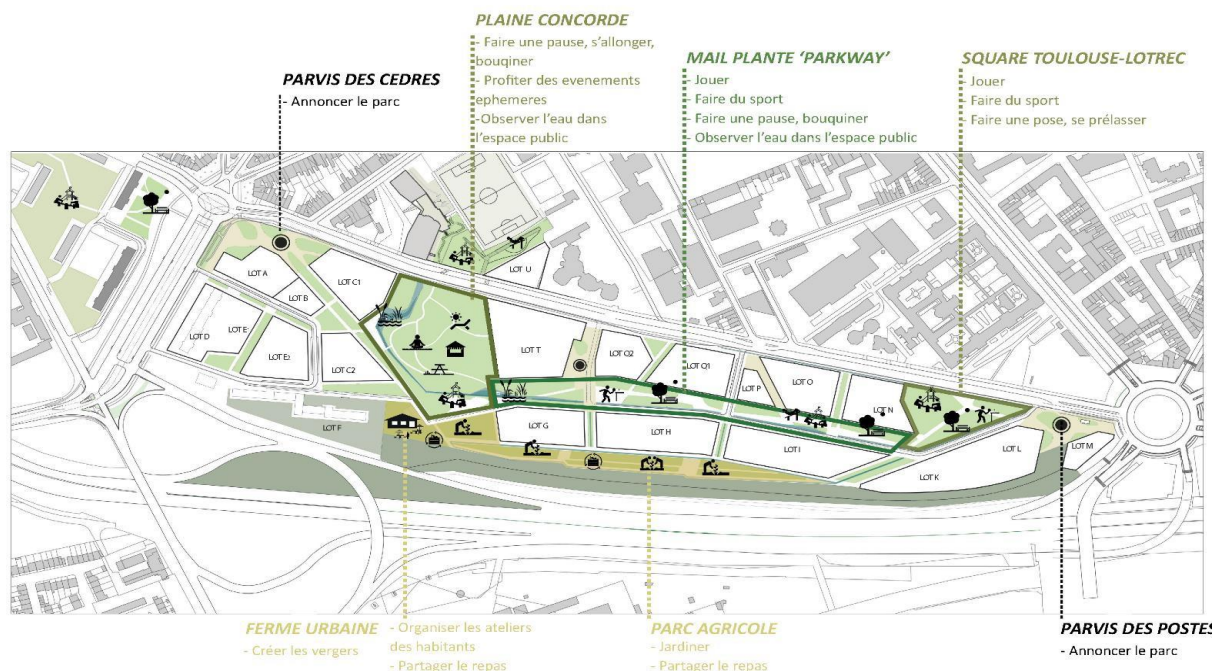 PLAINE CONCORDE
- Faire une pause, s'allonger,
bouqiner
- Profiter des evenements
ephemeres
-Observer l'eau dans
l'espace public
PARVIS DES CEDRES
- Annoncer le parc
MAIL PLANTE 'PARKWAY'
- Jouer
- Faire du sport
- Faire une pause, bouquiner
- Observer l'eau dans l'espace public
SQUARE TOULOUSE-LOTREC
- Jouer
- Faire du sport
- Faire une pose, se prélasser
LOT A
LOT B
LOT C1
LOT U
LOT D
LOT E1
LOT E2
LOT C2
LOT T
LOT Q2
LOT Q1
LOT P
LOT O
LOT N
LOT F
LOT G
LOT H
LOT I
LOT K
LOT L
LOT M
FERME URBAINE
- Créer les vergers
- Organiser les ateliers
des habitants
- Partager le repas
PARC AGRICOLE
- Jardiner
- Partager le repas
PARVIS DES POSTES
- Annoncer le parc